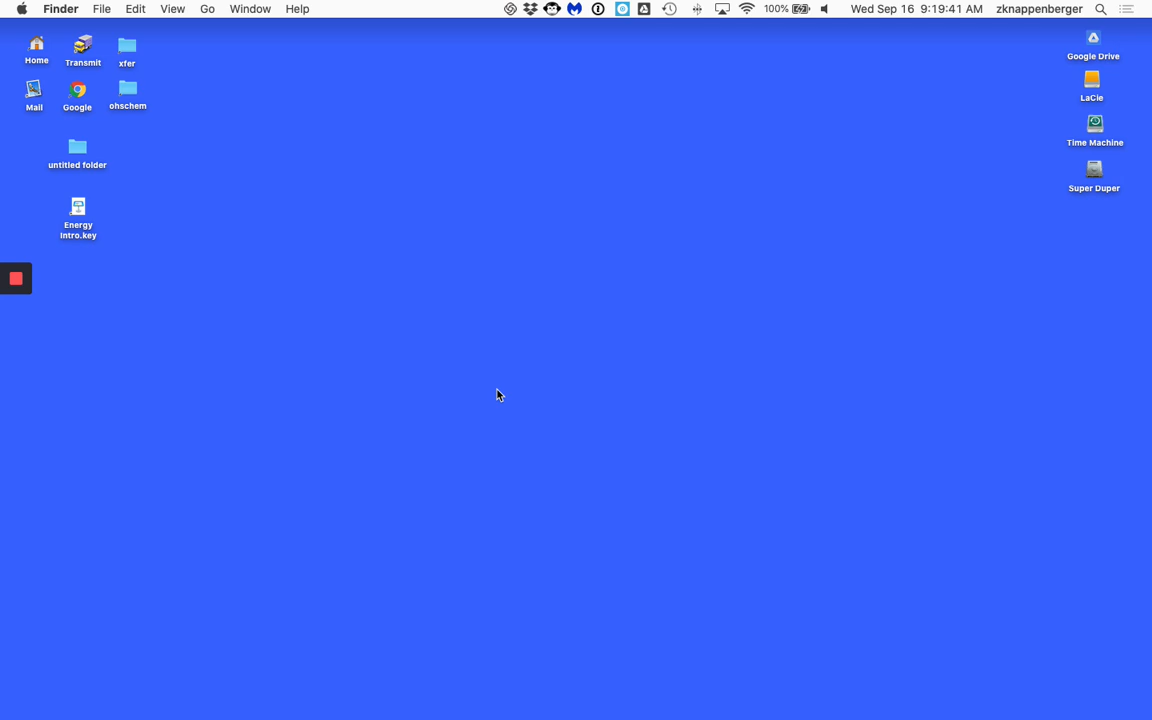 Finder File Edit View Go Window Help 100% Wed Sep 16 9:19:41 AM zknappenberger
Home
Transmit
xfer
Mail
Google
ohschem
untitled folder
Energy
Intro.key
Google Drive
LaCie
Time Machine
Super Duper